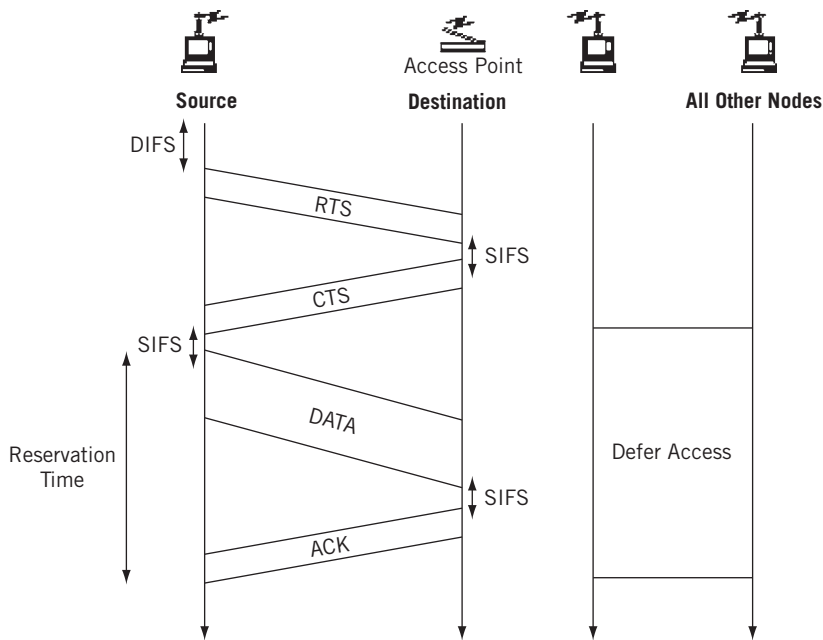 Access Point
Source
Destination
All Other Nodes
DIFS
RTS
SIFS
CTS
SIFS
DATA
Reservation
Time
Defer Access
SIFS
ACK